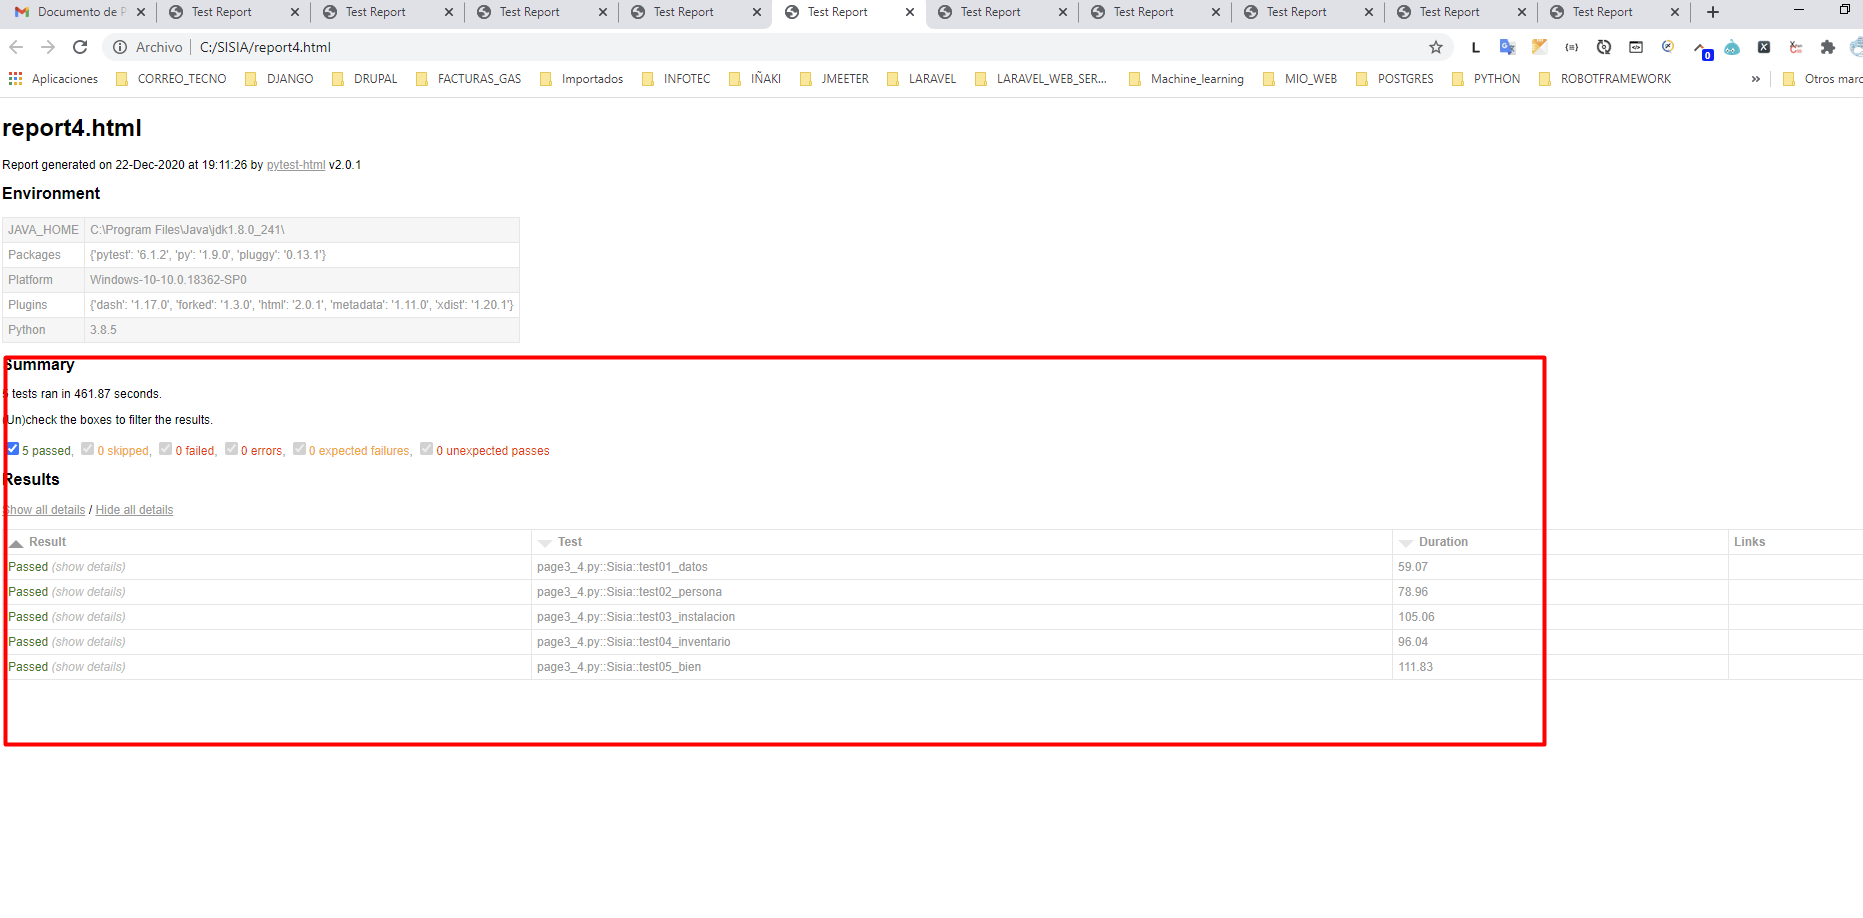 Documento de P Test Report Test Report Test Report Test Report Test Report Test Report Test Report Test Report Test Report Test Report
Archivo C:/SISIA/report4.html
Aplicaciones CORREO_TECNO DJANGO DRUPAL FACTURAS_GAS Importados INFOTEC IÑAKI JMEETER LARAVEL LARAVEL_WEB_SER... Machine_learning MIO_WEB POSTGRES PYTHON ROBOTFRAMEWORK » Otros marc
report4.html
Report generated on 22-Dec-2020 at 19:11:26 by pytest-html v2.0.1
Environment
JAVA_HOME C:\Program Files\Java\jdk1.8.0_241\
Packages {'pytest': '6.1.2', 'py': '1.9.0', 'pluggy': '0.13.1'}
Platform Windows-10-10.0.18362-SP0
Plugins {'dash': '1.17.0', 'forked': '1.3.0', 'html': '2.0.1', 'metadata': '1.11.0', 'xdist': '1.20.1'}
Python 3.8.5
Summary
5 tests ran in 461.87 seconds.
(Un)check the boxes to filter the results.
5 passed, 0 skipped, 0 failed, 0 errors, 0 expected failures, 0 unexpected passes
Results
Show all details / Hide all details
Result Test Duration Links
Passed (show details) page3_4.py::Sisia::test01_datos 59.07
Passed (show details) page3_4.py::Sisia::test02_persona 78.96
Passed (show details) page3_4.py::Sisia::test03_instalacion 105.06
Passed (show details) page3_4.py::Sisia::test04_inventario 96.04
Passed (show details) page3_4.py::Sisia::test05_bien 111.83